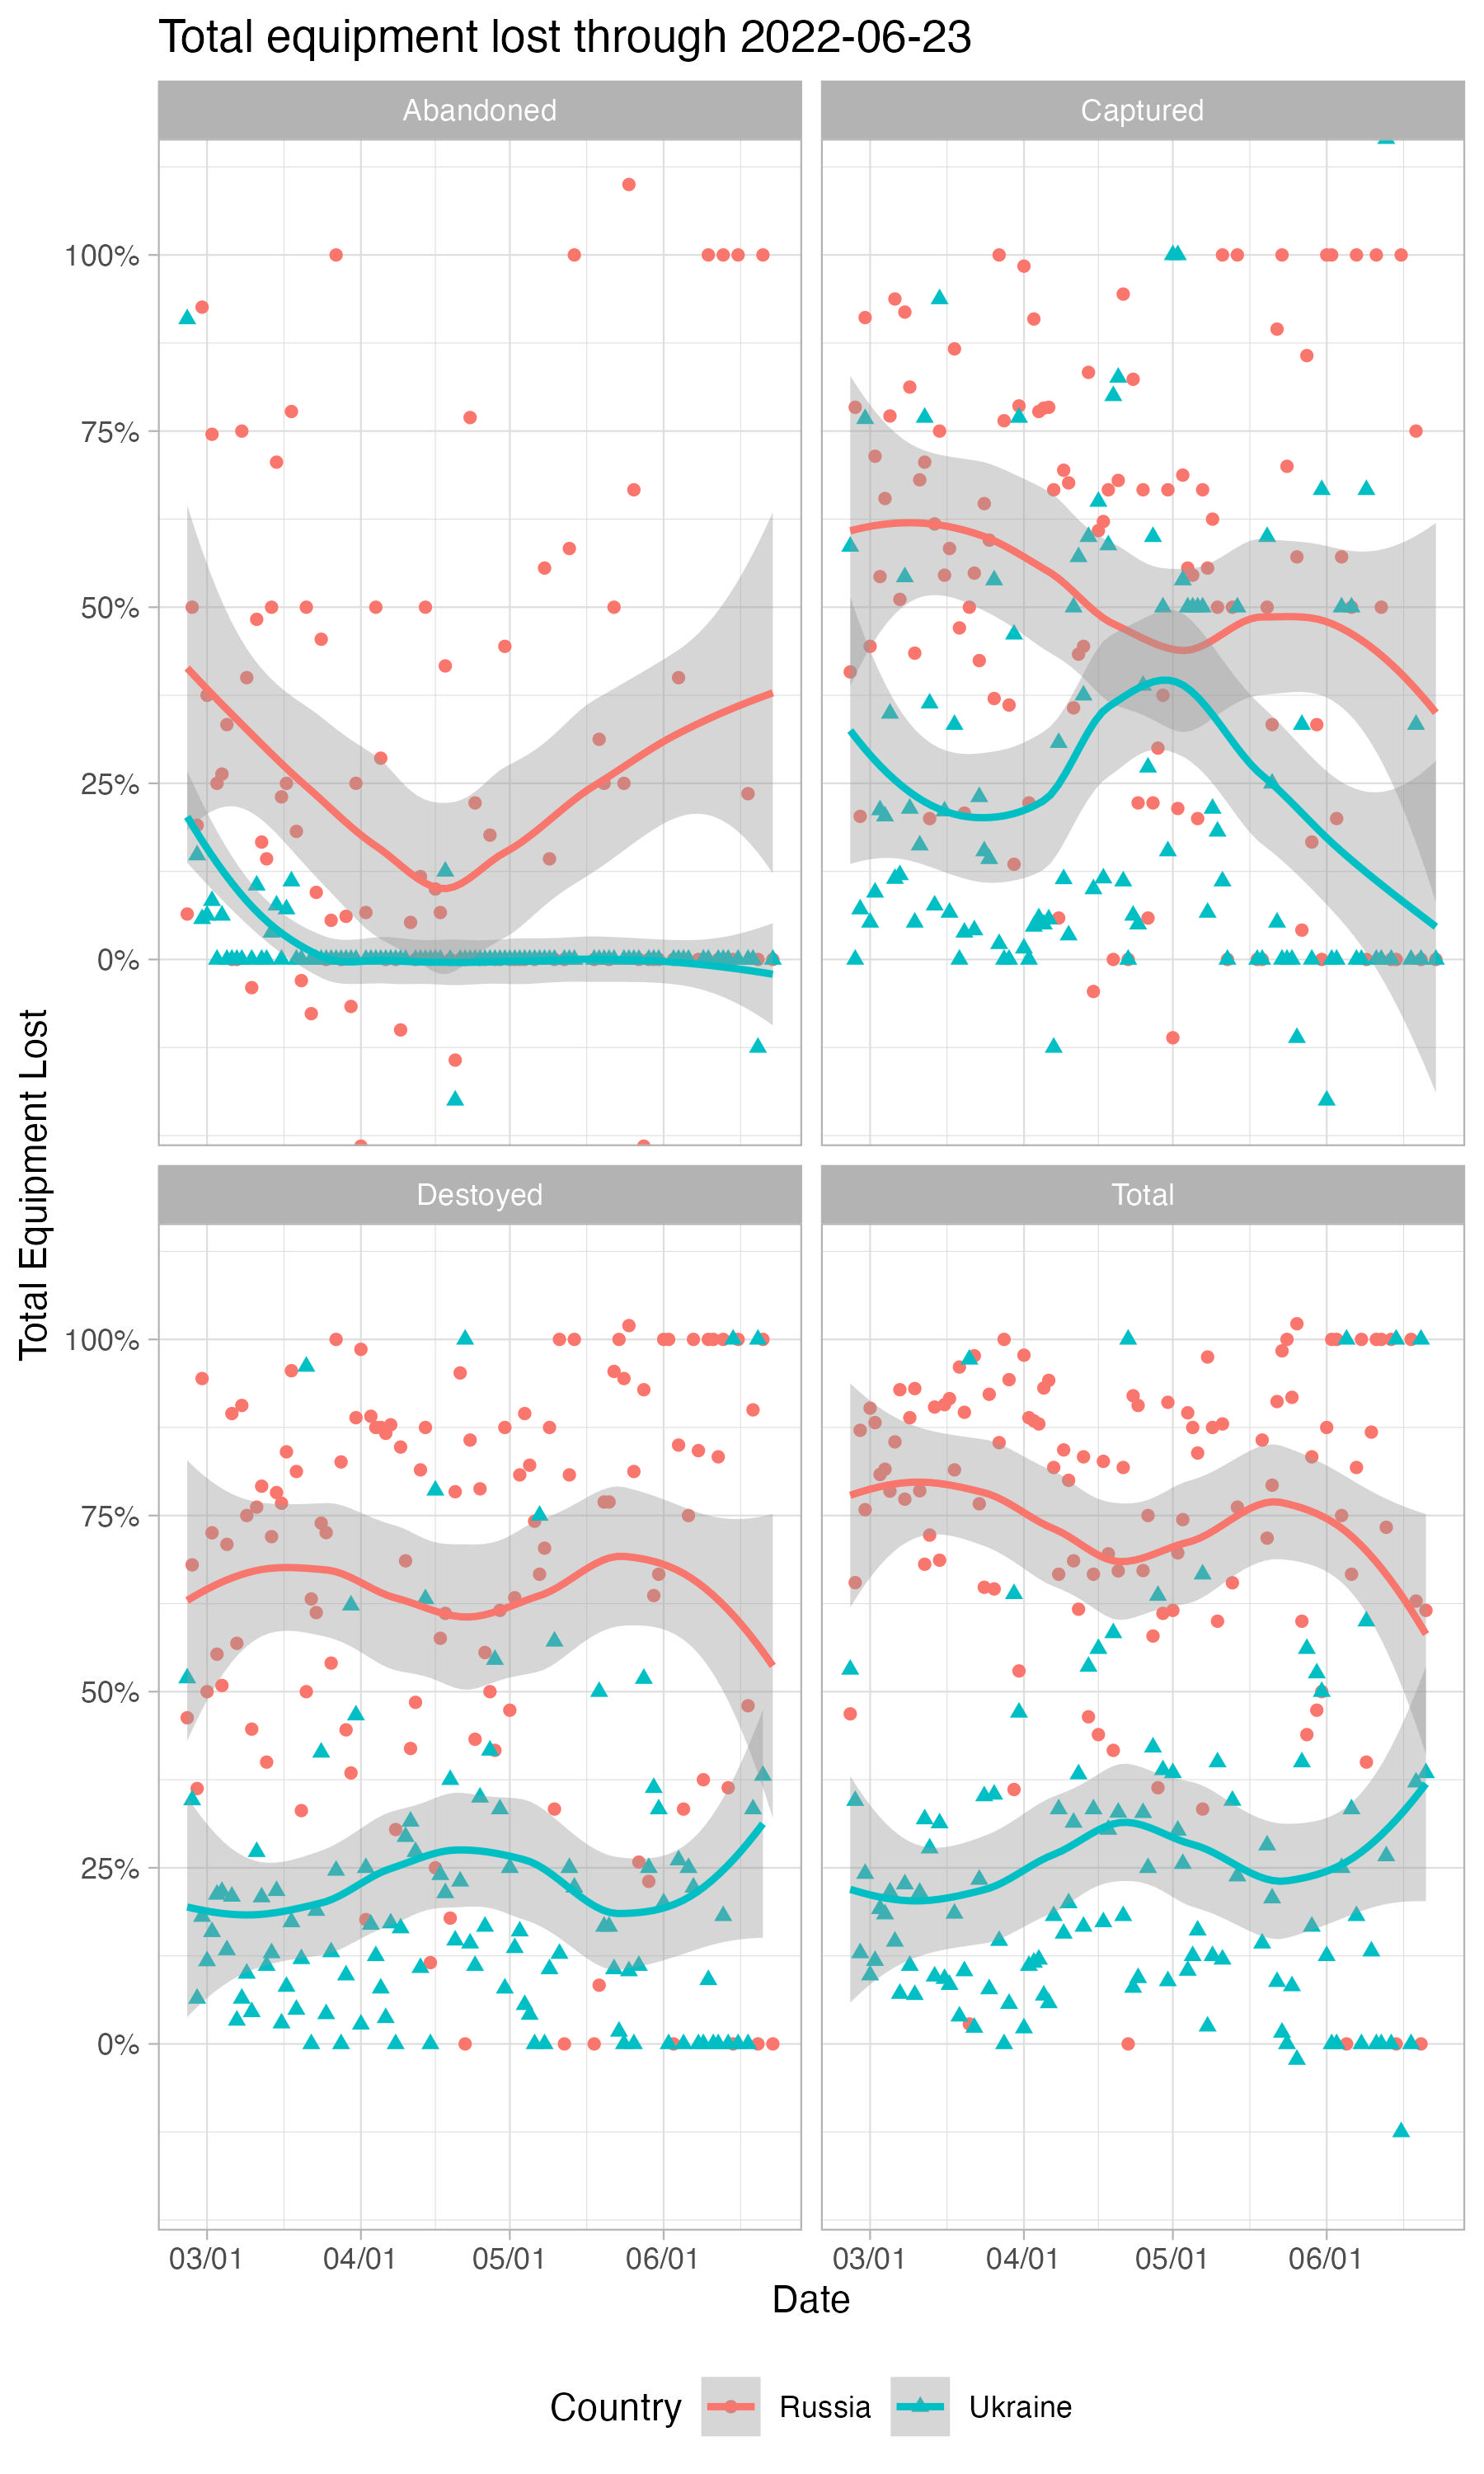 Total equipment lost through 2022-06-23
Abandoned
Captured
100%
75%
50%
25%
0%
Destoyed
Total
100%
75%
50%
25%
0%
Total Equipment Lost
03/01 04/01 05/01 06/01
03/01 04/01 05/01 06/01
Date
Country Russia Ukraine